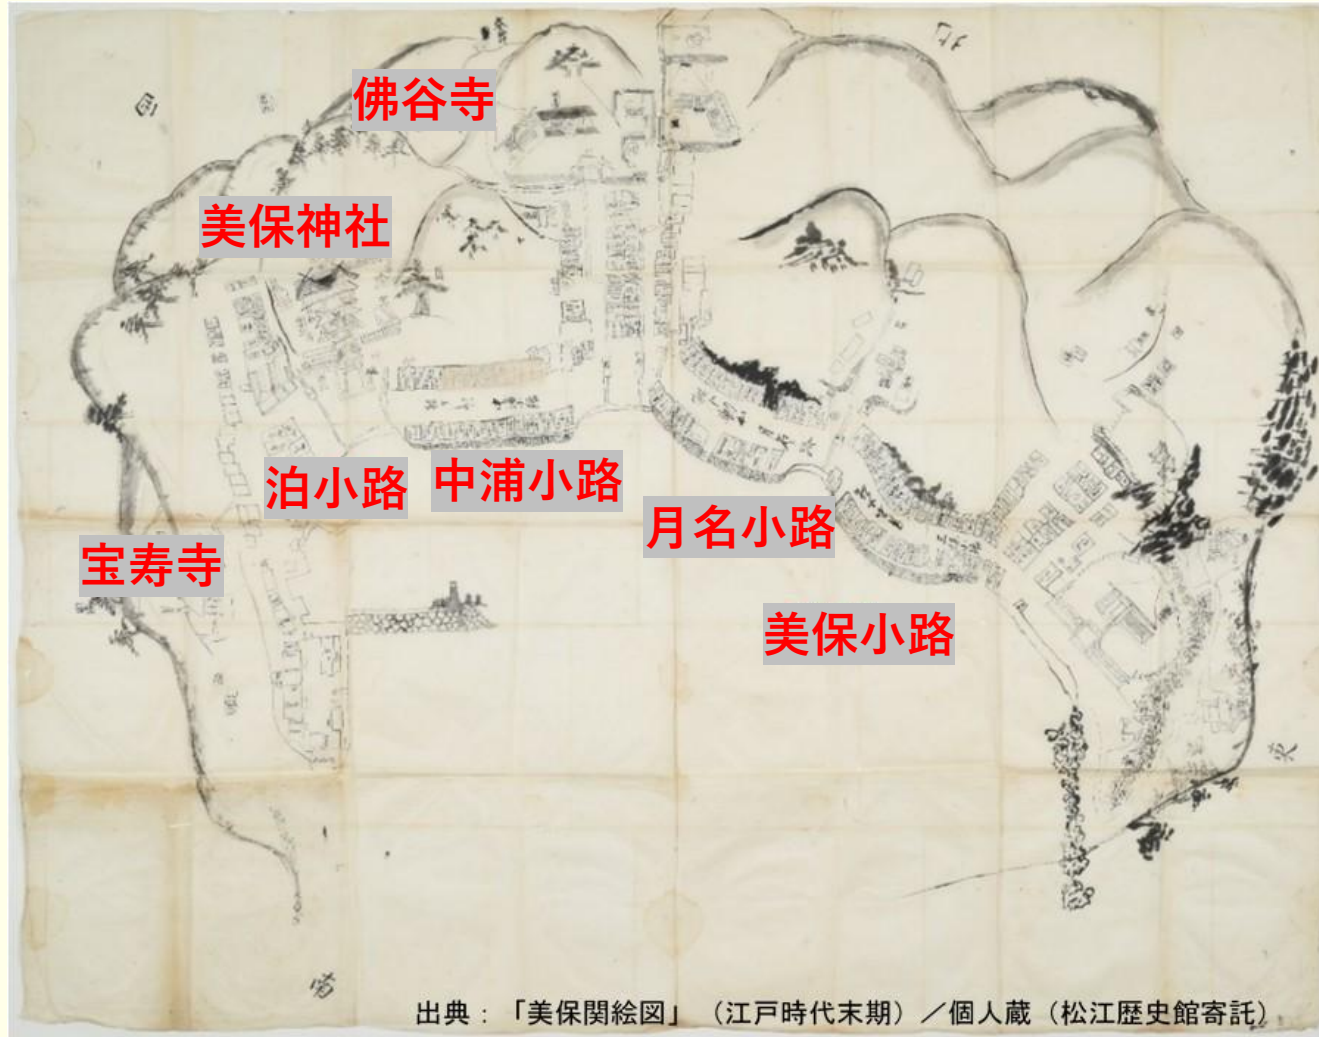 佛谷寺
美保神社
泊小路
中浦小路
月名小路
宝寿寺
美保小路
東
南
出典：「美保関絵図」（江戸時代末期）／個人蔵（松江歴史館寄託）